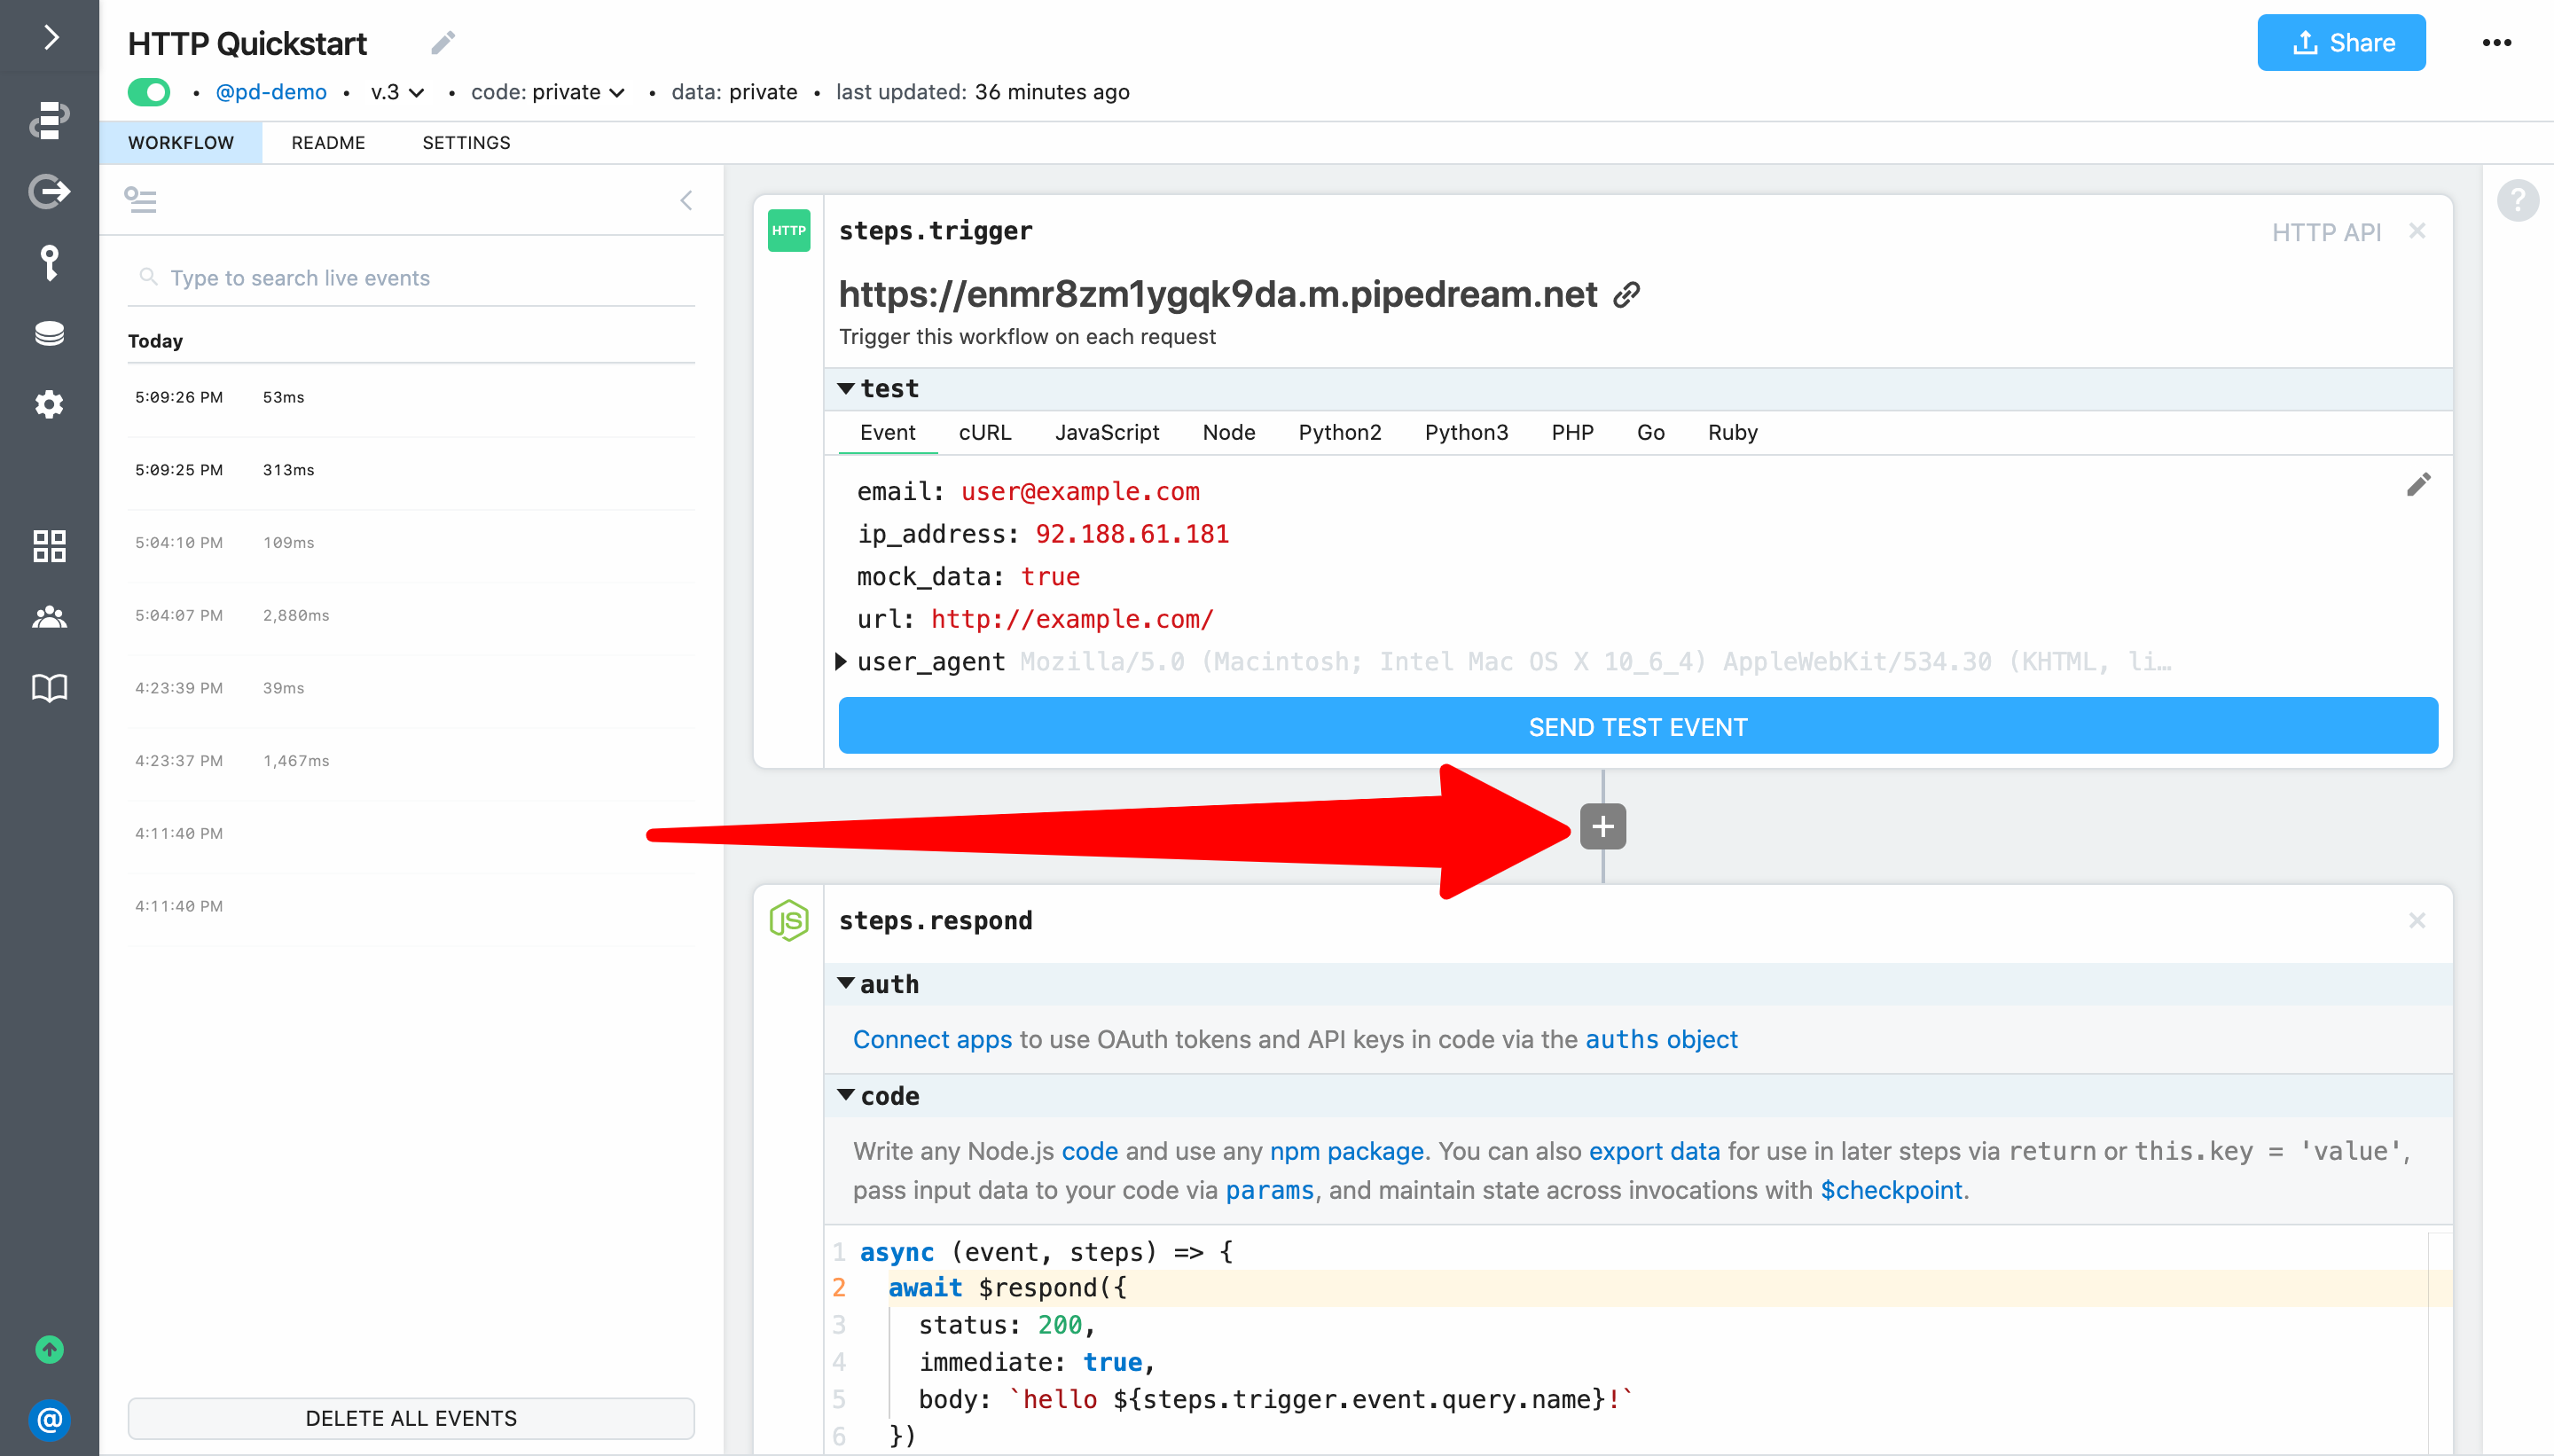 HTTP Quickstart
Share
• @pd-demo • v.3 • code: private • data: private • last updated: 36 minutes ago
WORKFLOW README SETTINGS
Type to search live events
Today
5:09:26 PM 53ms
5:09:25 PM 313ms
5:04:10 PM 109ms
5:04:07 PM 2,880ms
4:23:39 PM 39ms
4:23:37 PM 1,467ms
4:11:40 PM
4:11:40 PM
DELETE ALL EVENTS
@
HTTP steps.trigger HTTP API
https://enmr8zm1ygqk9da.m.pipedream.net
Trigger this workflow on each request
test
Event cURL JavaScript Node Python2 Python3 PHP Go Ruby
email: user@example.com
ip_address: 92.188.61.181
mock_data: true
url: http://example.com/
user_agent Mozilla/5.0 (Macintosh; Intel Mac OS X 10_6_4) AppleWebKit/534.30 (KHTML, li…
SEND TEST EVENT
+
JS steps.respond
auth
Connect apps to use OAuth tokens and API keys in code via the auths object
code
Write any Node.js code and use any npm package. You can also export data for use in later steps via return or this.key = 'value',
pass input data to your code via params, and maintain state across invocations with $checkpoint.
1 async (event, steps) => {
2 await $respond({
3 status: 200,
4 immediate: true,
5 body: `hello ${steps.trigger.event.query.name}!`
6 })
?